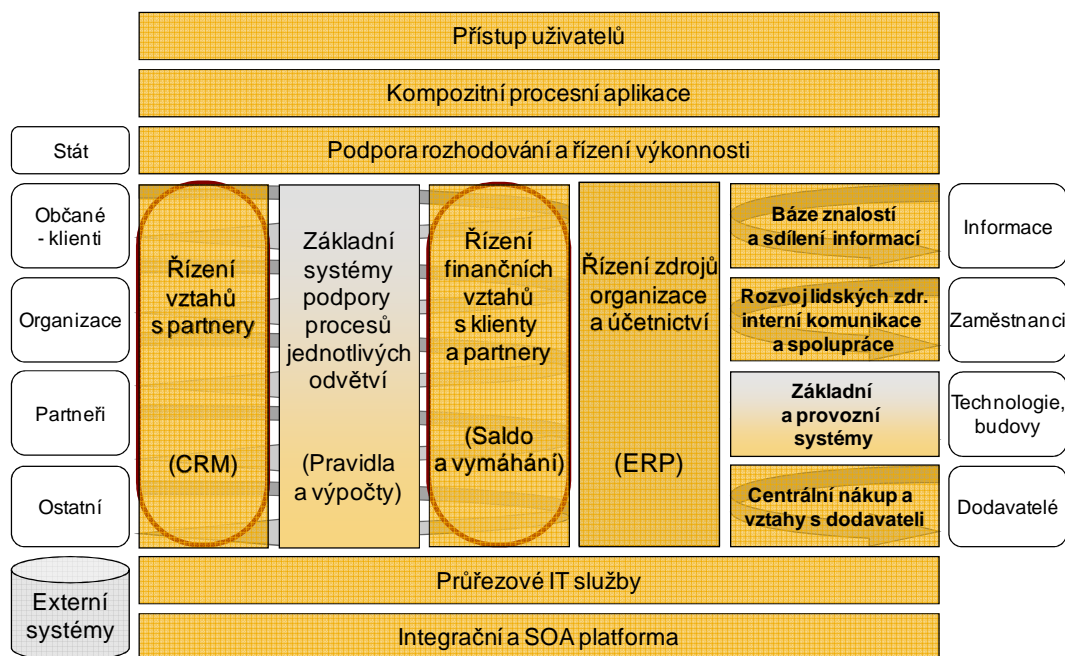 Přístup uživatelů
Kompozitní procesní aplikace
Stát
Podpora rozhodování a řízení výkonnosti
Občané
- klienti
Organizace
Partneři
Ostatní
Externí
systémy
Řízení
vztahů
s partnery
(CRM)
Základní
systémy
podpory
procesů
jednotlivých
odvětví
(Pravidla
a výpočty)
Řízení
finančních
vztahů
s klienty
a partnery
(Saldo
a vymáhání)
Řízení zdrojů
organizace
a účetnictví
(ERP)
Báze znalostí
a sdílení informací
Rozvoj lidských zdr.
interní komunikace
a spolupráce
Základní
a provozní
systémy
Centrální nákup a
vztahy s dodavateli
Informace
Zaměstnanci
Technologie,
budovy
Dodavatelé
Průřezové IT služby
Integrační a SOA platforma